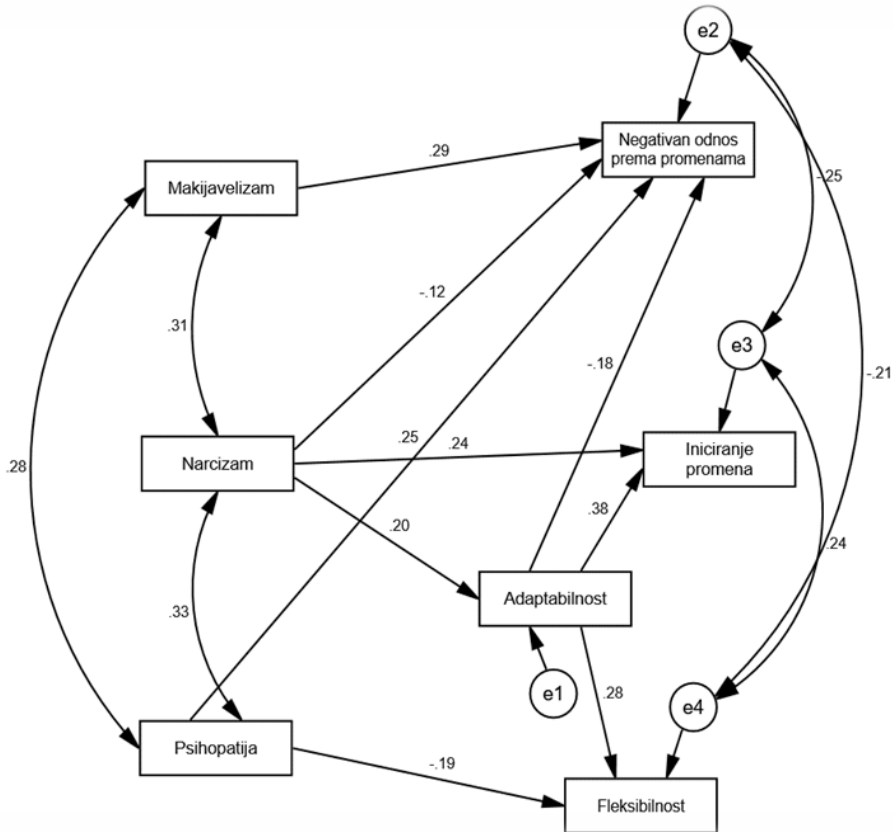 e2
Negativan odnos
prema promenama
.29
Makijavelizam
-.25
-.12
.31
e3
-.18
-.21
.25
.24
Iniciranje
promena
Narcizam
.28
.38
.20
.24
Adaptabilnost
.33
e1
.28
e4
Psihopatija
-.19
Fleksibilnost